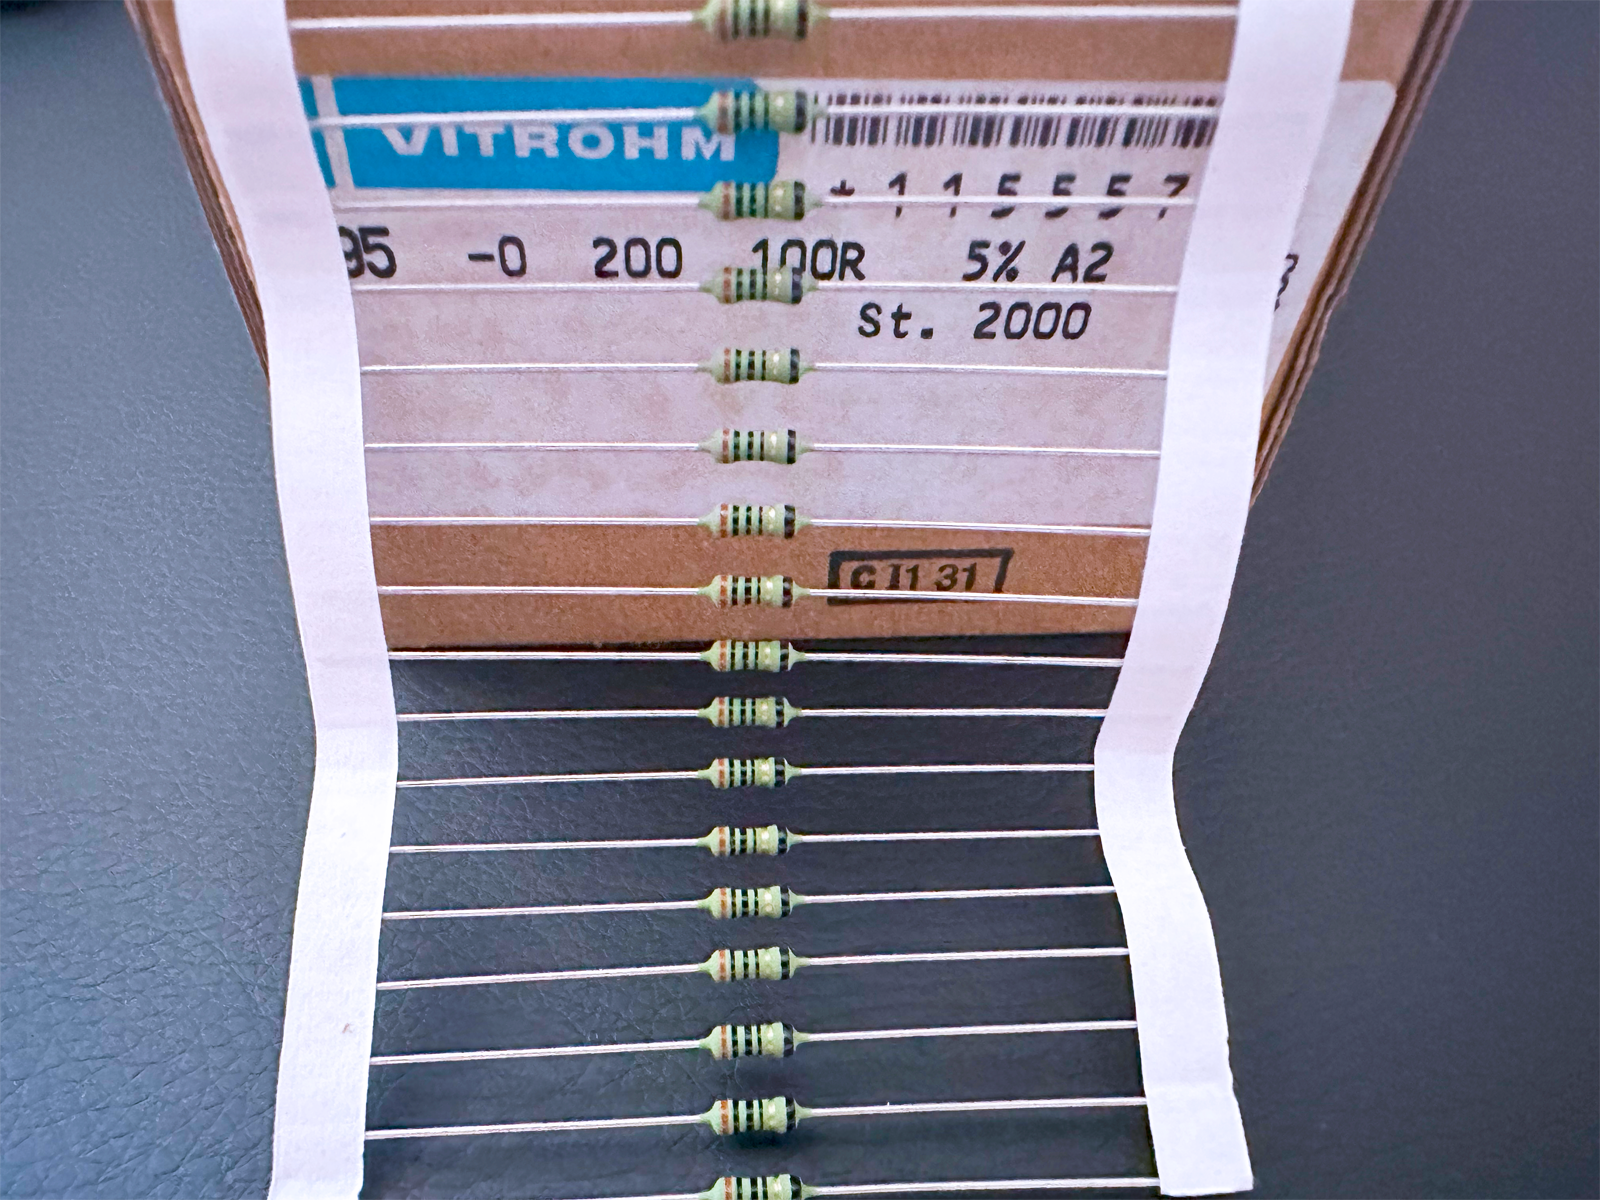 VITROHM
*115557
95 -0 200 100R 5% A2
St. 2000
C I1 31